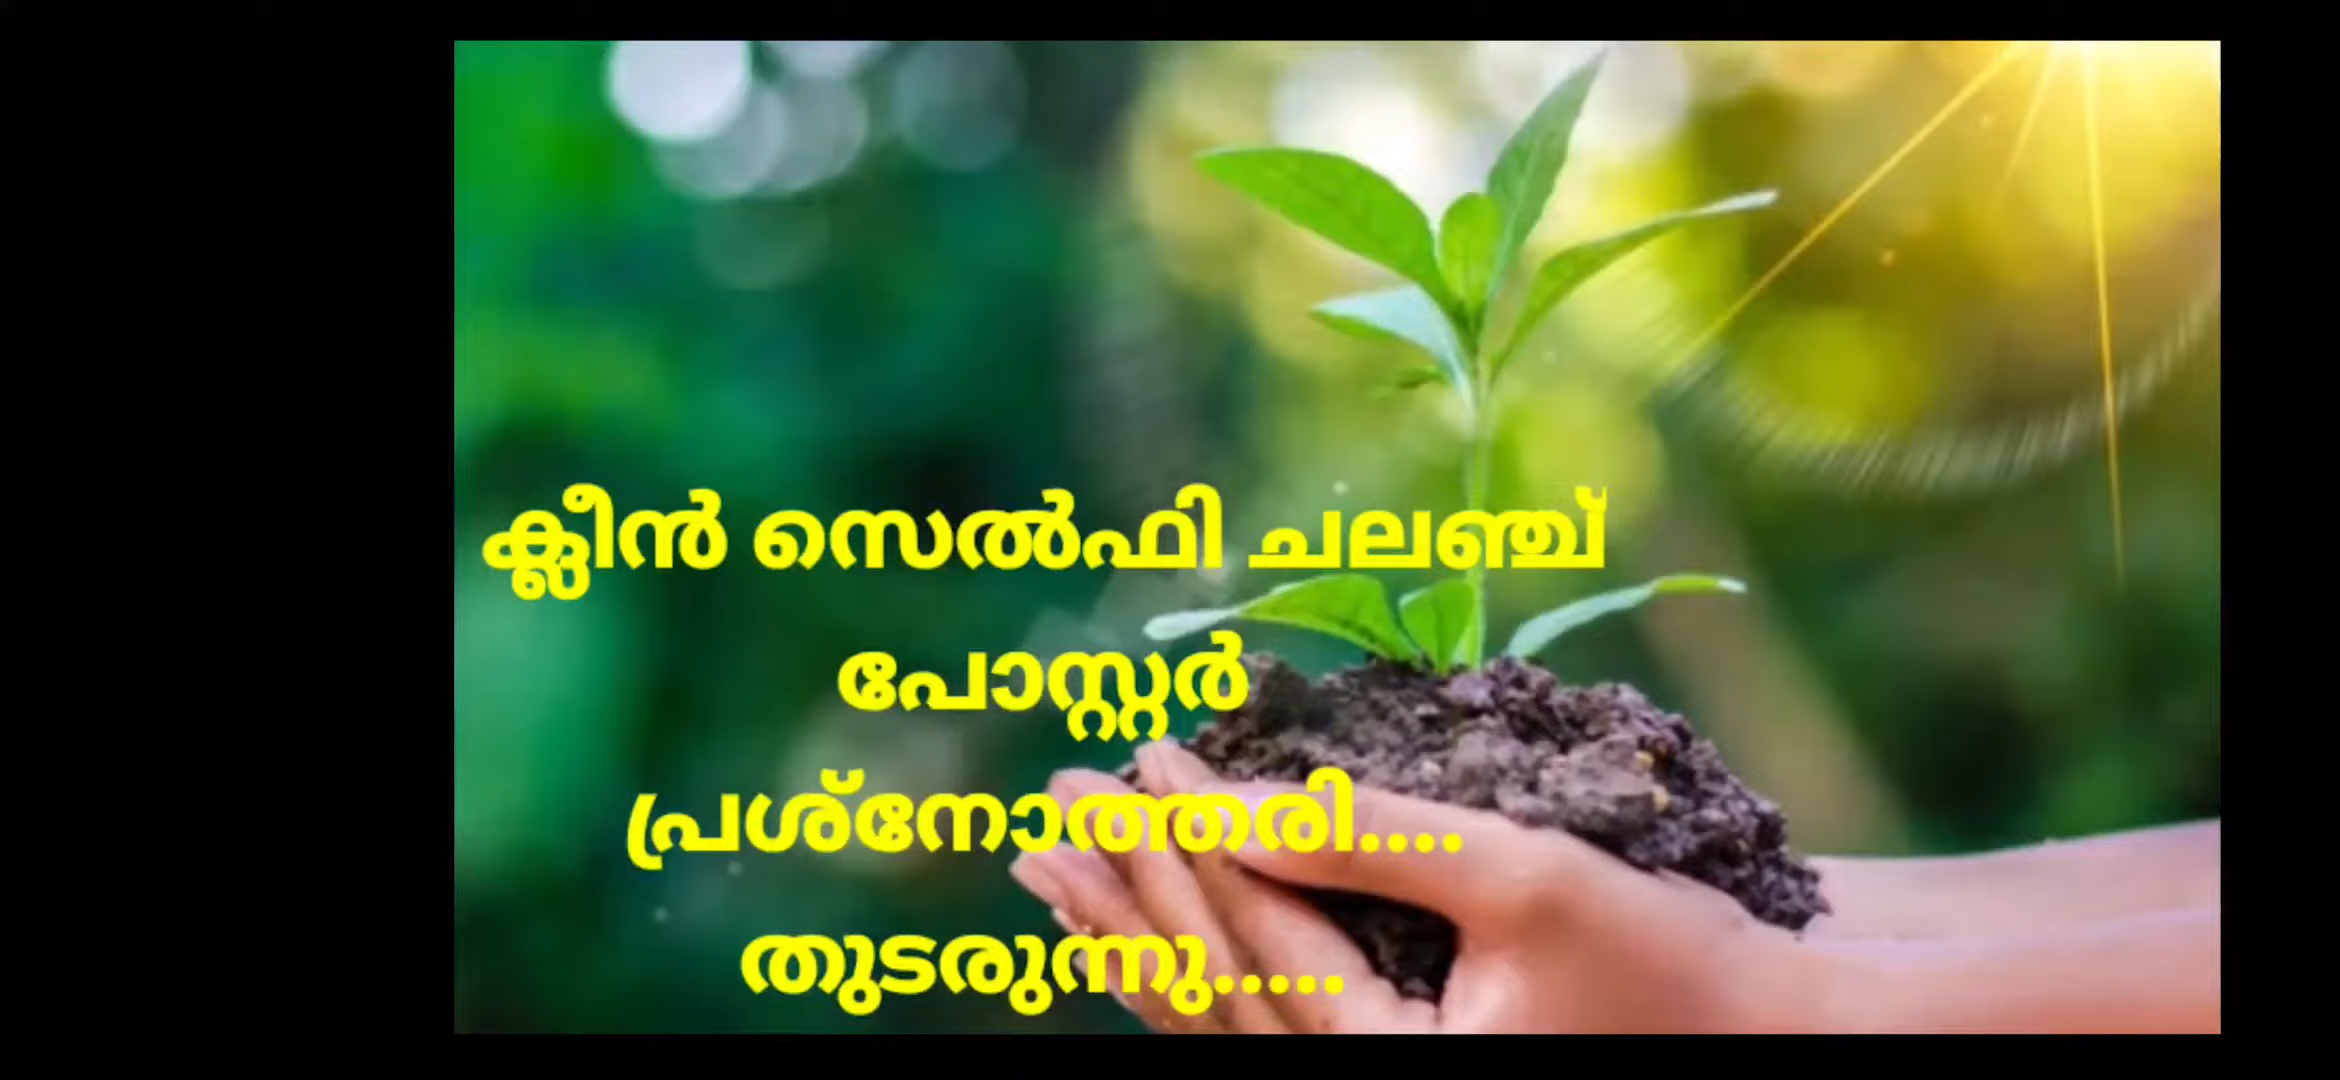 ക്ലീൻ സെൽഫി ചലഞ്ച്
പോസ്റ്റർ
പ്രശ്നോത്തരി....
തുടരുന്നു.....